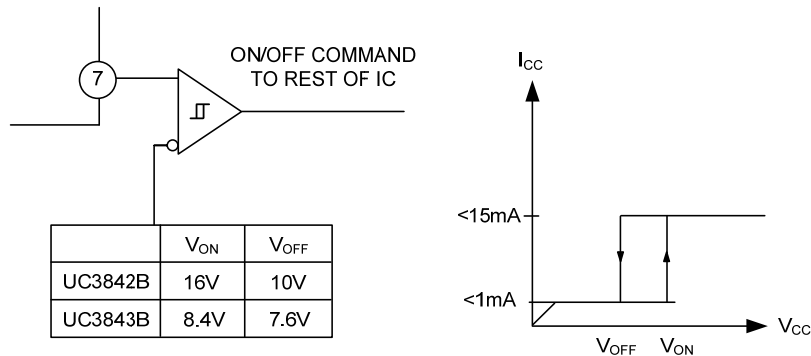 ON/OFF COMMAND
TO REST OF IC
7
V_ON V_OFF
UC3842B 16V 10V
UC3843B 8.4V 7.6V
I_CC
<15mA
<1mA
V_OFF V_ON
V_CC